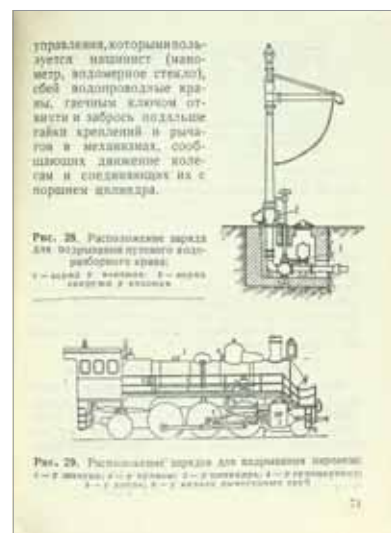 управления, которыми поль-
зуется машинист (мано-
метр, водомерное стекло),
сбей водопроводные кра-
ны, гаечным ключом от-
винти и забрось подальше
гайки креплений и рыча-
гов в механизмах, сооб-
щающих движение коле-
сам и соединяющих их с
поршнем цилиндра.
Рис. 28. Расположение заряда
для подрывания путевого водо-
разборного крана:
Рис. 29. Расположение зарядов для подрывания паровоза:
71